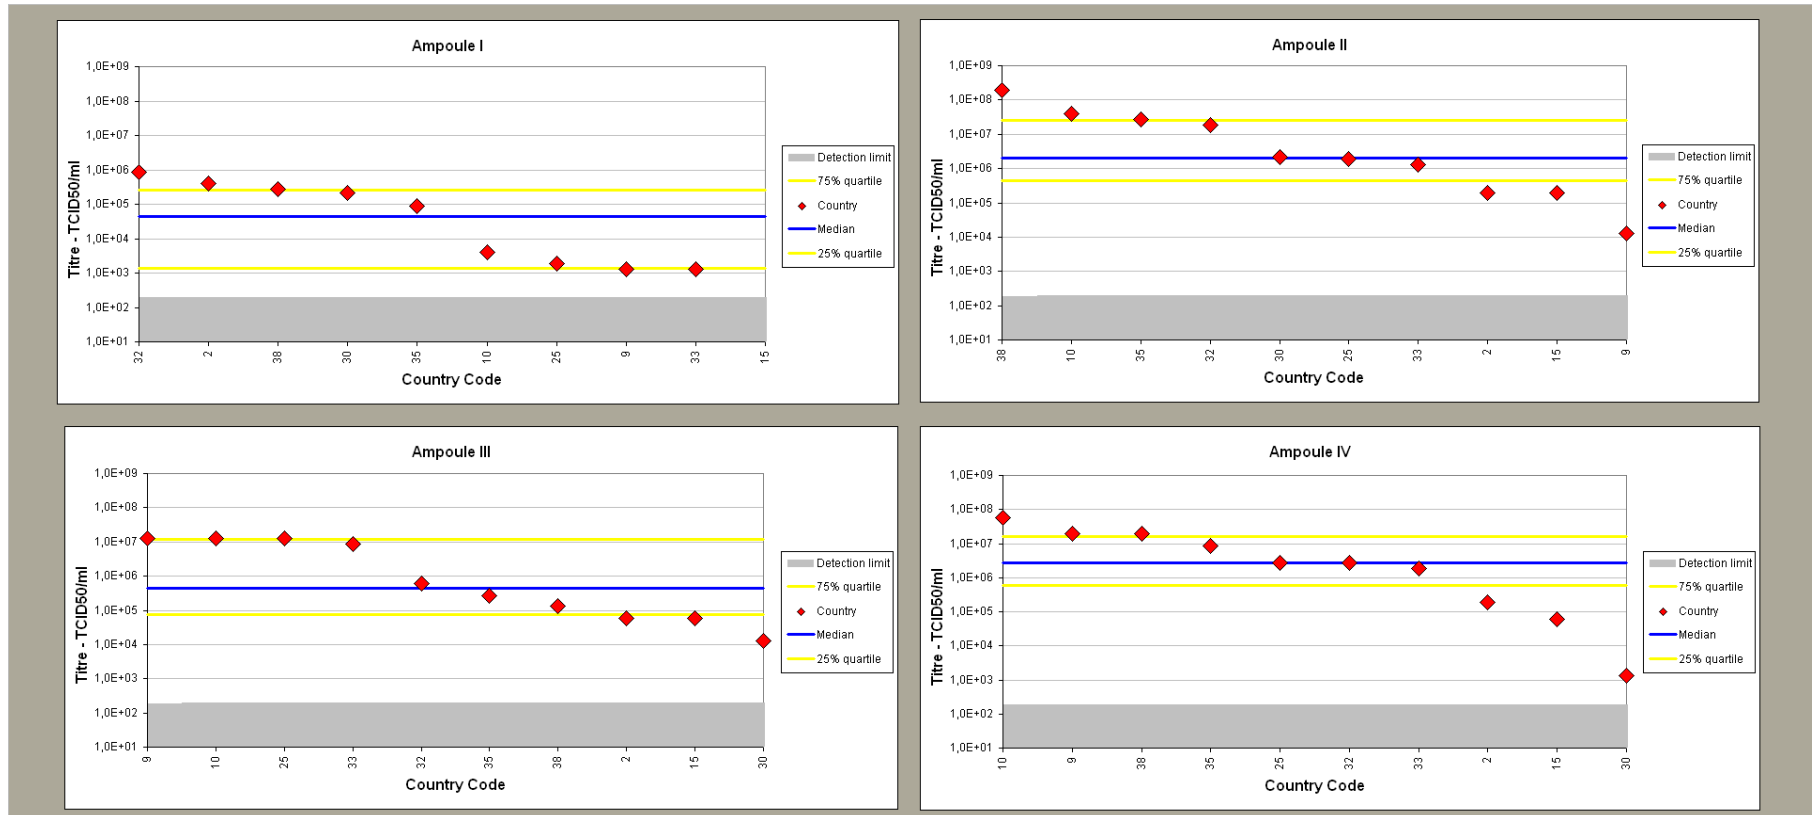 Ampoule I
Titre - TCID50/ml
1,0E+09
1,0E+08
1,0E+07
1,0E+06
1,0E+05
1,0E+04
1,0E+03
1,0E+02
1,0E+01
32 2 38 30 35 10 25 9 33 15
Country Code
Detection limit
75% quartile
Country
Median
25% quartile
Ampoule II
Titre - TCID50/ml
1,0E+09
1,0E+08
1,0E+07
1,0E+06
1,0E+05
1,0E+04
1,0E+03
1,0E+02
1,0E+01
38 10 35 32 30 25 33 2 15 9
Country Code
Detection limit
75% quartile
Country
Median
25% quartile
Ampoule III
Titre - TCID50/ml
1,0E+09
1,0E+08
1,0E+07
1,0E+06
1,0E+05
1,0E+04
1,0E+03
1,0E+02
1,0E+01
9 10 25 33 32 35 38 2 15 30
Country Code
Detection limit
75% quartile
Country
Median
25% quartile
Ampoule IV
Titre - TCID50/ml
1,0E+09
1,0E+08
1,0E+07
1,0E+06
1,0E+05
1,0E+04
1,0E+03
1,0E+02
1,0E+01
10 9 38 35 25 32 33 2 15 30
Country Code
Detection limit
75% quartile
Country
Median
25% quartile